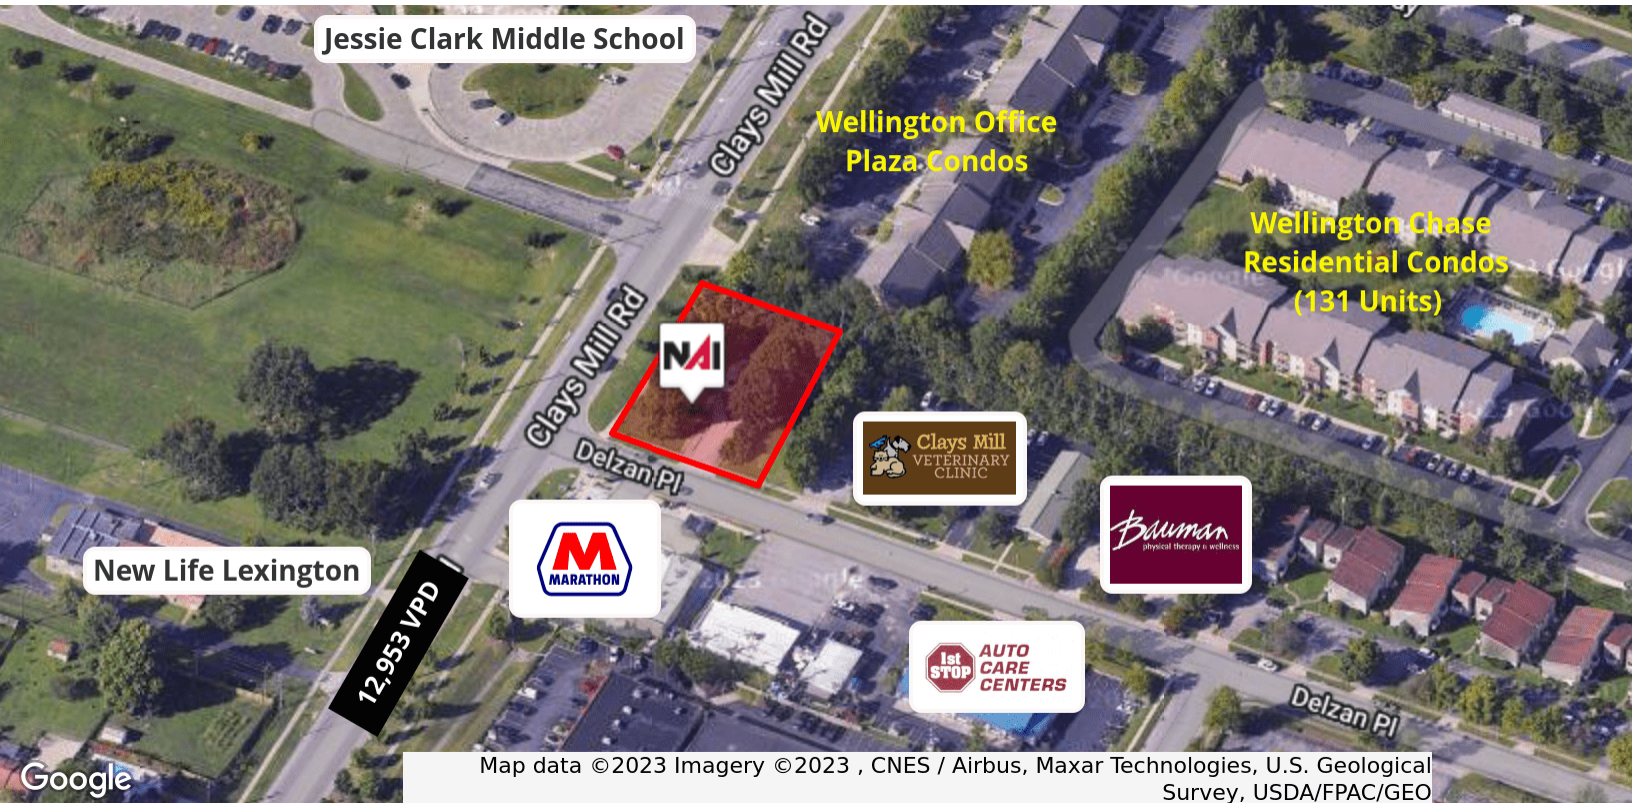 Jessie Clark Middle School
Clays Mill Rd
Wellington Office
Plaza Condos
Wellington Chase
Residential Condos
(131 Units)
Google
Clays Mill Rd
NAI
Delzan Pl
Clays Mill
VETERINARY
CLINIC
Bauman
physical therapy & wellness
M
MARATHON
New Life Lexington
12,953 VPD
1st
STOP
AUTO
CARE
CENTERS
Delzan Pl
Google
Map data ©2023 Imagery ©2023 , CNES / Airbus, Maxar Technologies, U.S. Geological
Survey, USDA/FPAC/GEO